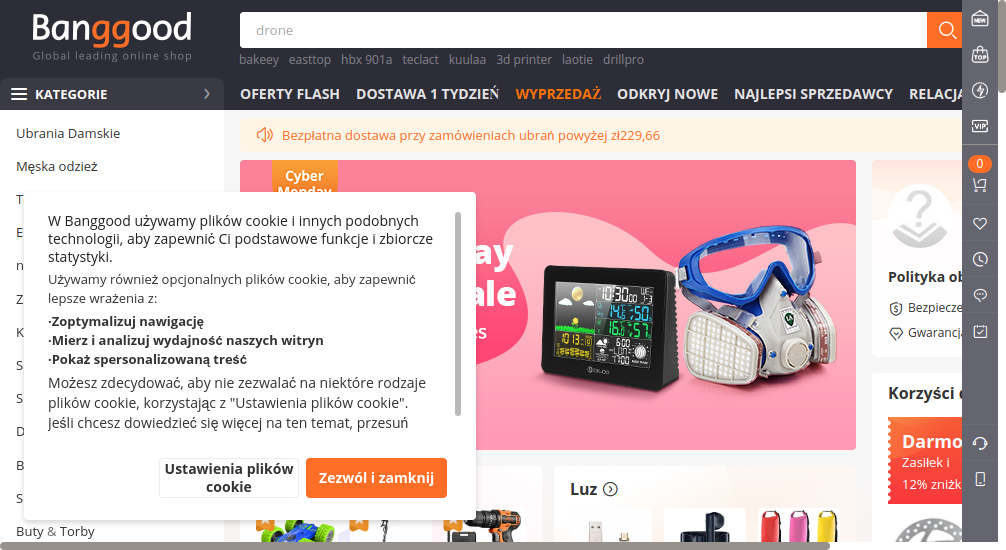 Banggood
Global leading online shop
drone
bakeey easttop hbx 901a teclact kuulaa 3d printer laotie drillpro
KATEGORIE
OFERTY FLASH DOSTAWA 1 TYDZIEŃ WYPRZEDAŻ ODKRYJ NOWE NAJLEPSI SPRZEDAWCY RELACJA
NEW
TOP
VIP
0
Ubrania Damskie
Męska odzież
Bezpłatna dostawa przy zamówieniach ubrań powyżej zł229,66
Cyber
Monday
W Banggood używamy plików cookie i innych podobnych
technologii, aby zapewnić Ci podstawowe funkcje i zbiorcze
statystyki.
Używamy również opcjonalnych plików cookie, aby zapewnić
lepsze wrażenia z:
·Zoptymalizuj nawigację
·Mierz i analizuj wydajność naszych witryn
·Pokaż spersonalizowaną treść
Możesz zdecydować, aby nie zezwalać na niektóre rodzaje
plików cookie, korzystając z "Ustawienia plików cookie".
Jeśli chcesz dowiedzieć się więcej na ten temat, przesuń
Ustawienia plików
cookie
Zezwól i zamknij
Buty & Torby
ay
ale
es
Polityka ob
Bezpiecze
Gwarancja
Korzyści d
Darmo
Zasiłek i
12% zniżk
Luz